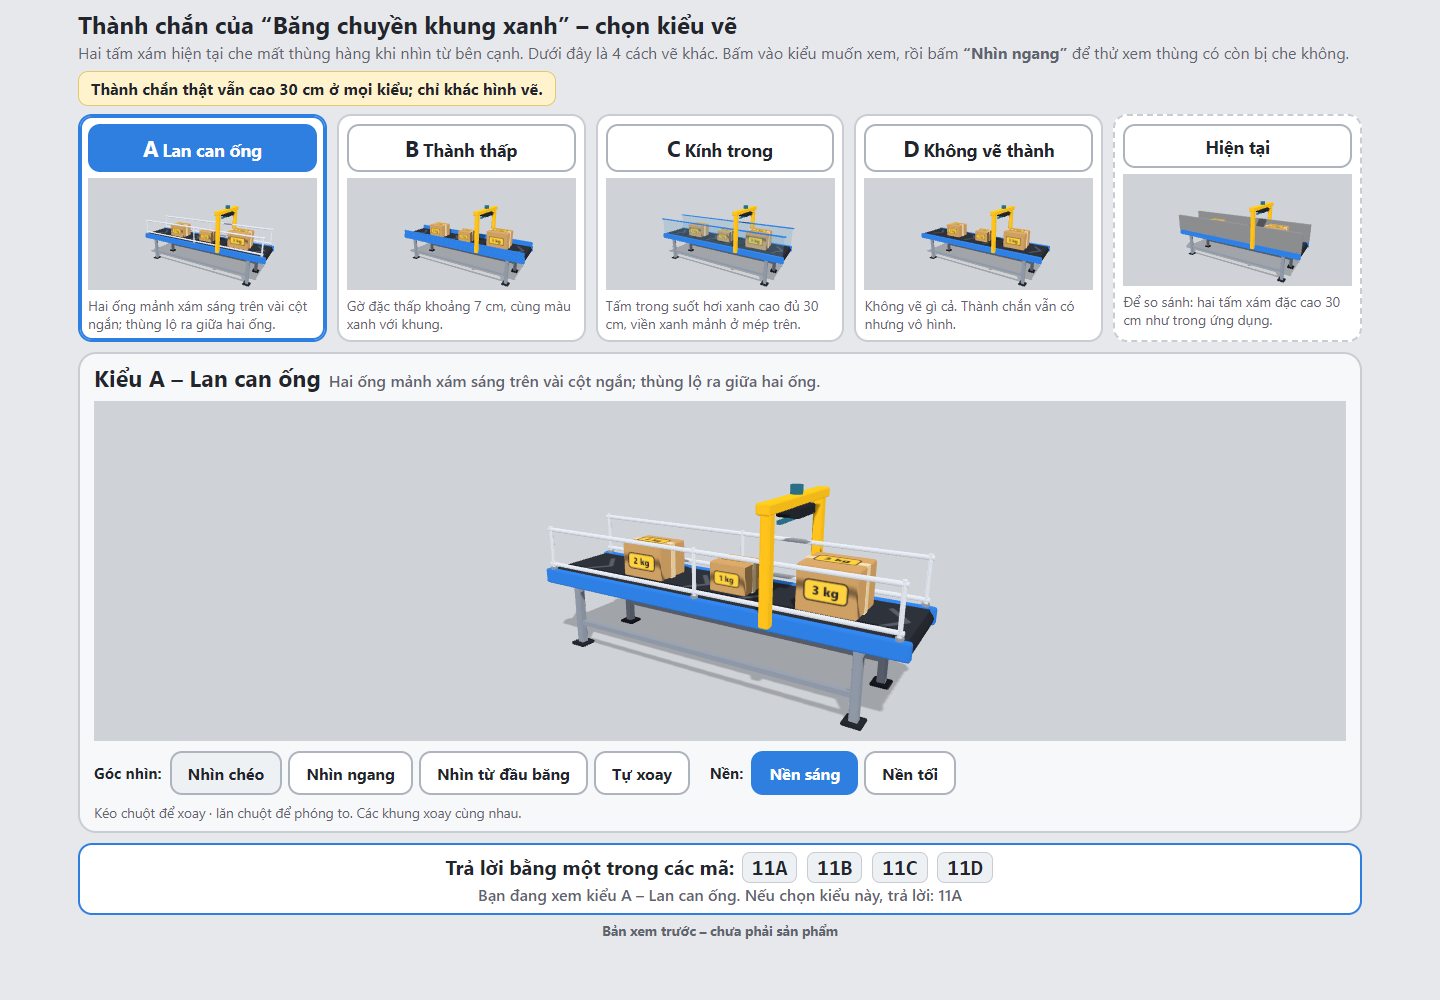 Thành chắn của “Băng chuyền khung xanh” – chọn kiểu vẽ
Hai tấm xám hiện tại che mất thùng hàng khi nhìn từ bên cạnh. Dưới đây là 4 cách vẽ khác. Bấm vào kiểu muốn xem, rồi bấm “Nhìn ngang” để thử xem thùng có còn bị che không.
Thành chắn thật vẫn cao 30 cm ở mọi kiểu; chỉ khác hình vẽ.
A Lan can ống
Hai ống mảnh xám sáng trên vài cột
ngắn; thùng lộ ra giữa hai ống.
B Thành thấp
Gờ đặc thấp khoảng 7 cm, cùng màu
xanh với khung.
C Kính trong
Tấm trong suốt hơi xanh cao đủ 30
cm, viền xanh mảnh ở mép trên.
D Không vẽ thành
Không vẽ gì cả. Thành chắn vẫn có
nhưng vô hình.
Hiện tại
Để so sánh: hai tấm xám đặc cao 30
cm như trong ứng dụng.
Kiểu A – Lan can ống Hai ống mảnh xám sáng trên vài cột ngắn; thùng lộ ra giữa hai ống.
2 kg
1 kg
3 kg
Góc nhìn: Nhìn chéo Nhìn ngang Nhìn từ đầu băng Tự xoay Nền: Nền sáng Nền tối
Kéo chuột để xoay · lăn chuột để phóng to. Các khung xoay cùng nhau.
Trả lời bằng một trong các mã: 11A 11B 11C 11D
Bạn đang xem kiểu A – Lan can ống. Nếu chọn kiểu này, trả lời: 11A
Bản xem trước – chưa phải sản phẩm